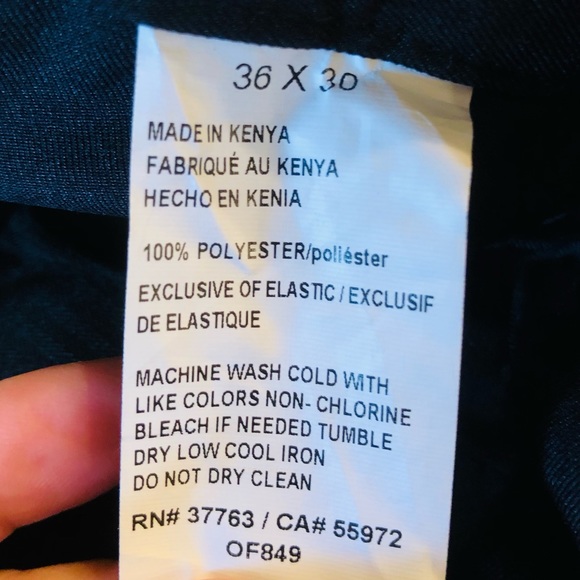 36 X 30
MADE IN KENYA
FABRIQUÉ AU KENYA
HECHO EN KENIA
100% POLYESTER/poliéster
EXCLUSIVE OF ELASTIC / EXCLUSIF
DE ELASTIQUE
MACHINE WASH COLD WITH
LIKE COLORS NON- CHLORINE
BLEACH IF NEEDED TUMBLE
DRY LOW COOL IRON
DO NOT DRY CLEAN
RN# 37763 / CA# 55972
OF849